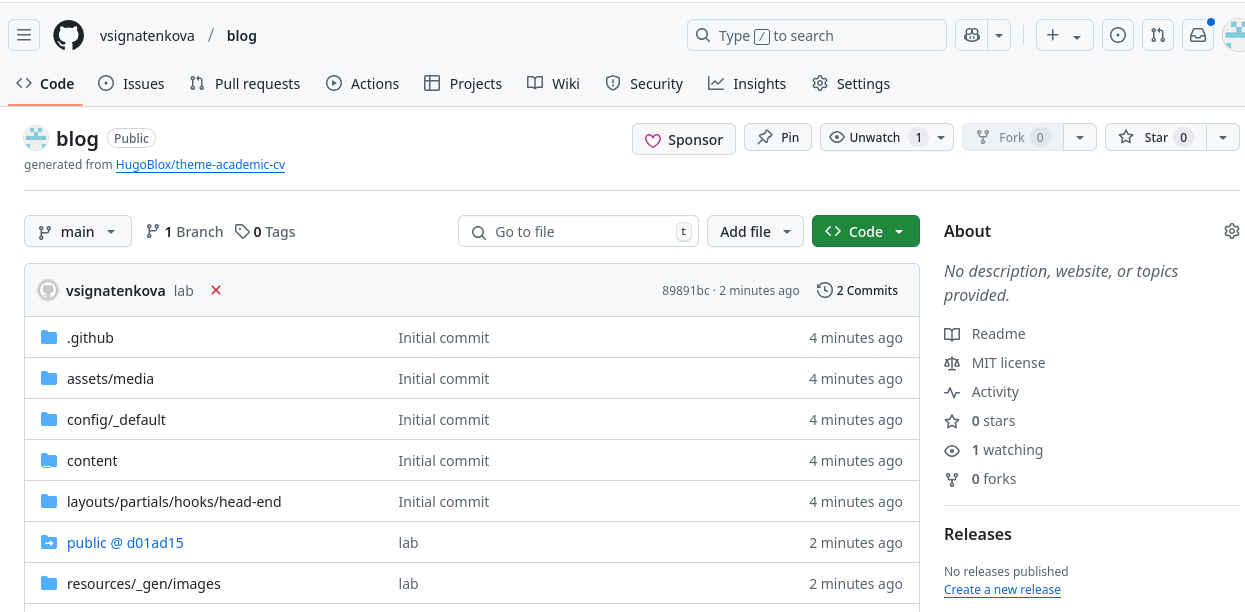 vsignatenkova / blog
Type / to search
Code Issues Pull requests Actions Projects Wiki Security Insights Settings
blog Public
generated from HugoBlox/theme-academic-cv
Sponsor Pin Unwatch 1 Fork 0 Star 0
main 1 Branch 0 Tags
Go to file t Add file Code
vsignatenkova lab 89891bc · 2 minutes ago 2 Commits
.github Initial commit 4 minutes ago
assets/media Initial commit 4 minutes ago
config/_default Initial commit 4 minutes ago
content Initial commit 4 minutes ago
layouts/partials/hooks/head-end Initial commit 4 minutes ago
public @ d01ad15 lab 2 minutes ago
resources/_gen/images lab 2 minutes ago
About
No description, website, or topics
provided.
Readme
MIT license
Activity
0 stars
1 watching
0 forks
Releases
No releases published
Create a new release